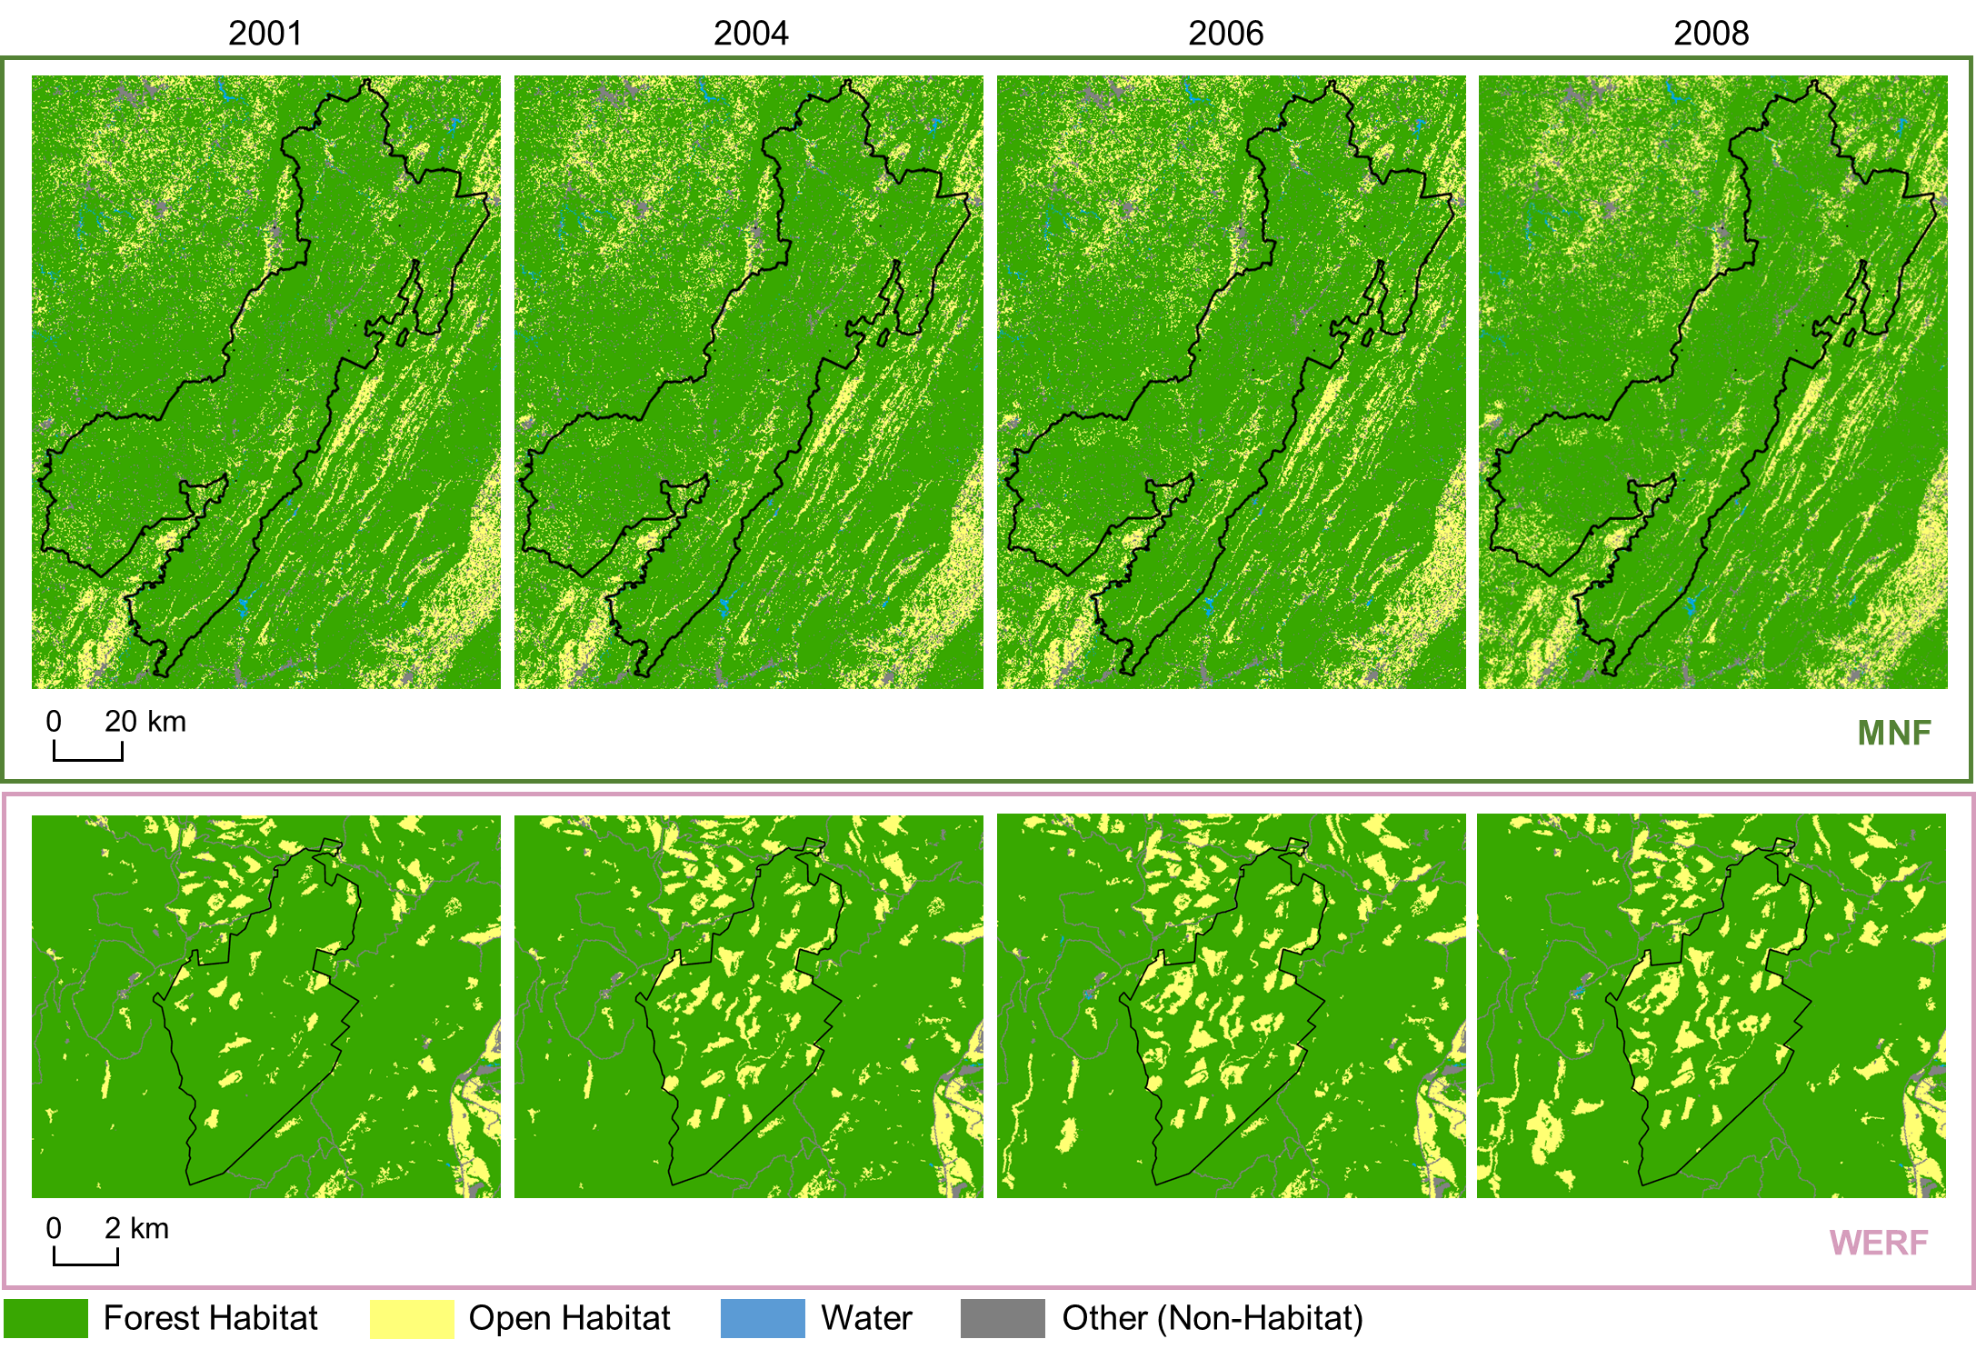 2001 2004 2006 2008
0 20 km
MNF
0 2 km
WERF
Forest Habitat Open Habitat Water Other (Non-Habitat)